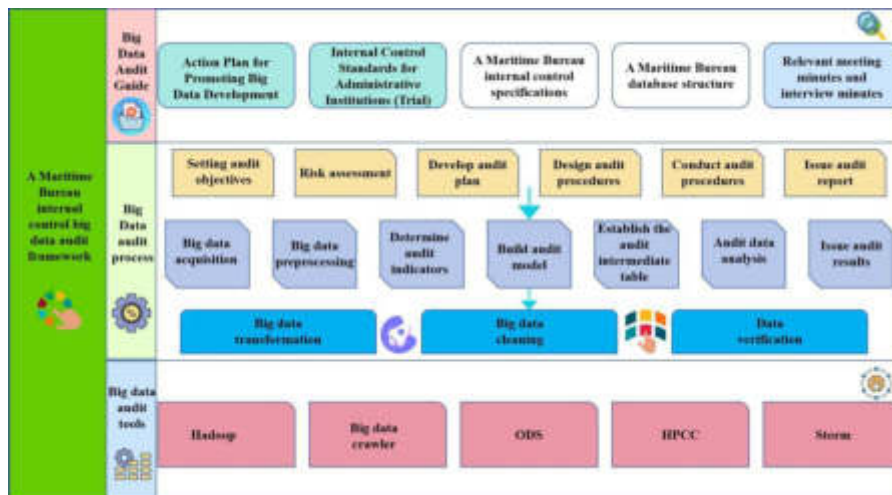 A Maritime
Bureau
internal
control big
data audit
framework
Big
Data
Audit
Guide
Action Plan for
Promoting Big
Data Development
Internal Control
Standards for
Administrative
Institutions (Trial)
A Maritime Bureau
internal control
specifications
A Maritime Bureau
database structure
Relevant meeting
minutes and
interview minutes
Big
Data
audit
process
Setting audit
objectives
Risk assessment
Develop audit
plan
Design audit
procedures
Conduct audit
procedures
Issue audit
report
Big data
acquisition
Big data
preprocessing
Determine
audit
indicators
Build audit
model
Establish the
audit
intermediate
table
Audit data
analysis
Issue audit
results
Big data
transformation
Big data
cleaning
Data
verification
Big data
audit
tools
Hadoop
Big data
crawler
ODS
HPCC
Storm